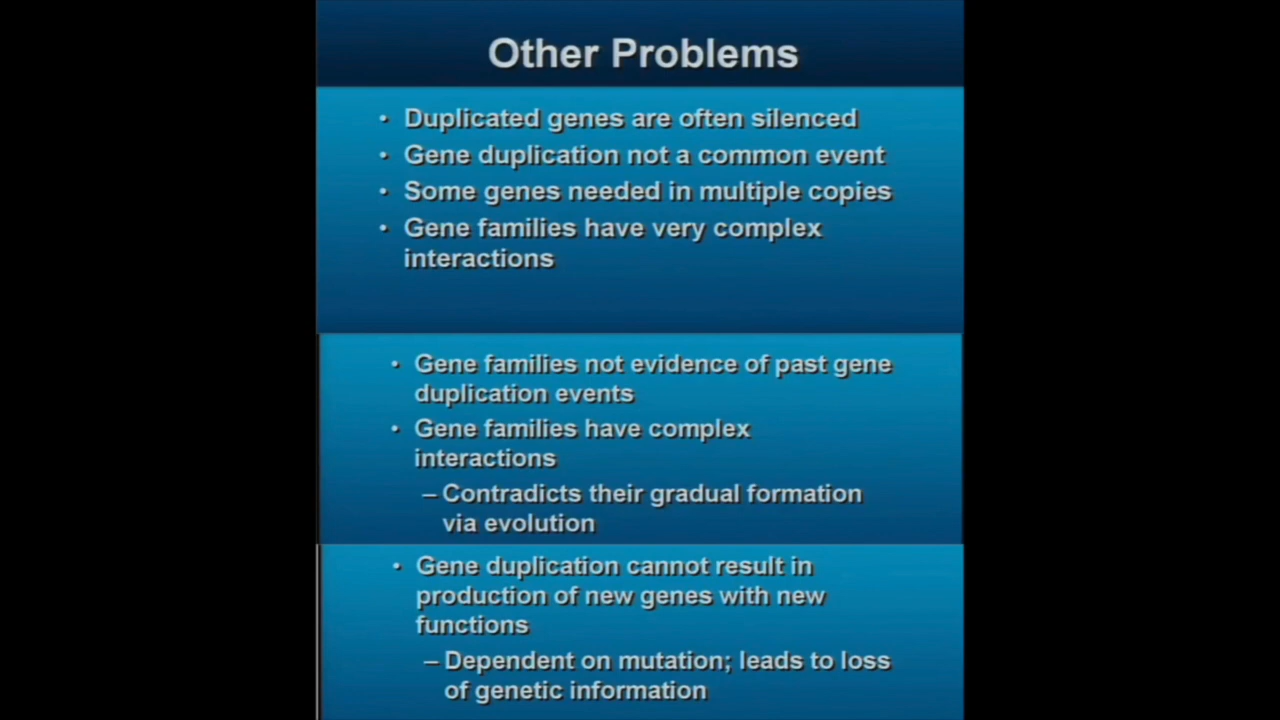 Other Problems
• Duplicated genes are often silenced
• Gene duplication not a common event
• Some genes needed in multiple copies
• Gene families have very complex
interactions
• Gene families not evidence of past gene
duplication events
• Gene families have complex
interactions
– Contradicts their gradual formation
via evolution
• Gene duplication cannot result in
production of new genes with new
functions
– Dependent on mutation; leads to loss
of genetic information